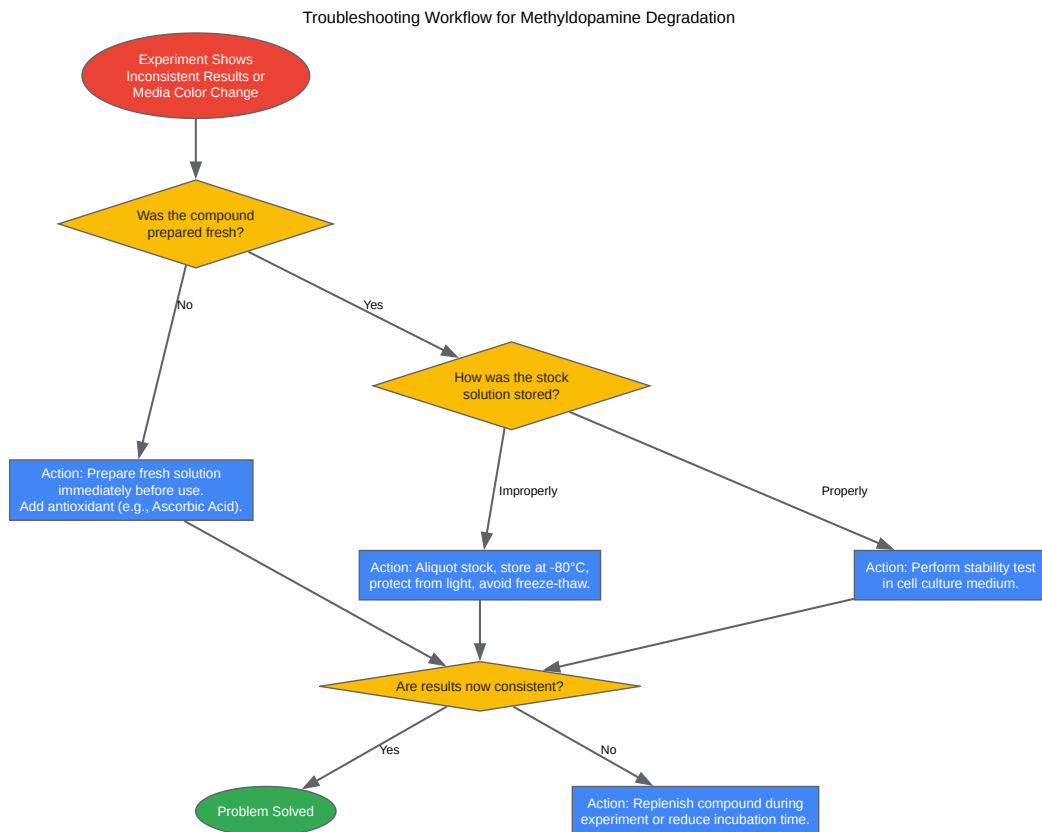 Troubleshooting Workflow for Methyldopamine Degradation
Experiment Shows
Inconsistent Results or
Media Color Change
Was the compound
prepared fresh?
No
Yes
How was the stock
solution stored?
Action: Prepare fresh solution
immediately before use.
Add antioxidant (e.g., Ascorbic Acid).
Improperly
Properly
Action: Aliquot stock, store at -80°C,
protect from light, avoid freeze-thaw.
Action: Perform stability test
in cell culture medium.
Are results now consistent?
Yes
No
Problem Solved
Action: Replenish compound during
experiment or reduce incubation time.